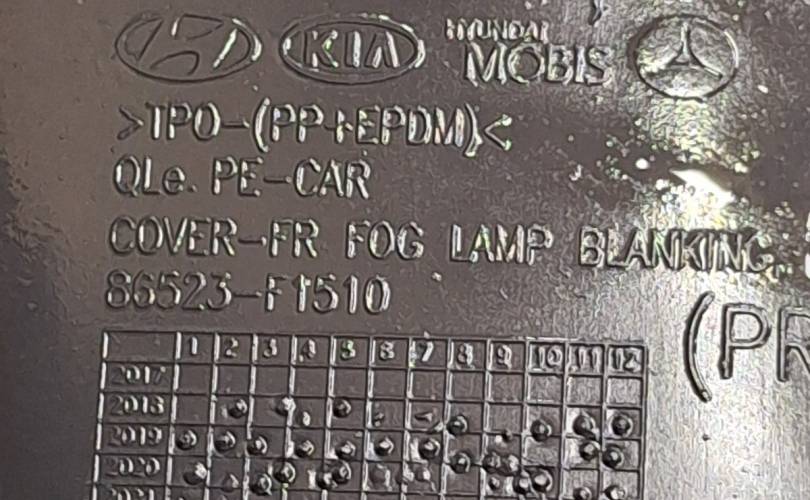 KIA HYUNDAI MOBIS
>TPO-(PP+EPDM)<
QLe. PE-CAR
COVER-FR FOG LAMP BLANKING,
86523-F1510
(PR
1 2 3 4 5 6 7 8 9 10 11 12
2017
2018
2019
2020
2021